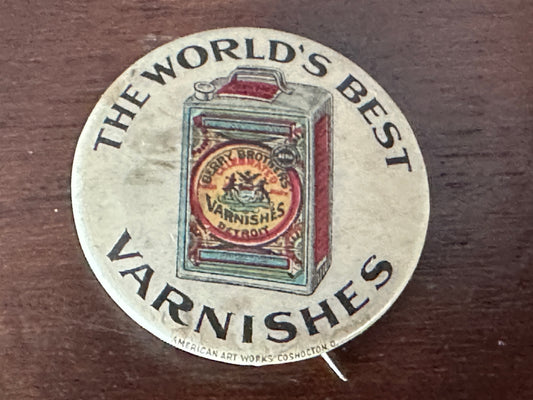 THE WORLD'S BEST
BERRY BROTHERS
VARNISHES
DETROIT
VARNISHES
AMERICAN ART WORKS COSHOCTON O.